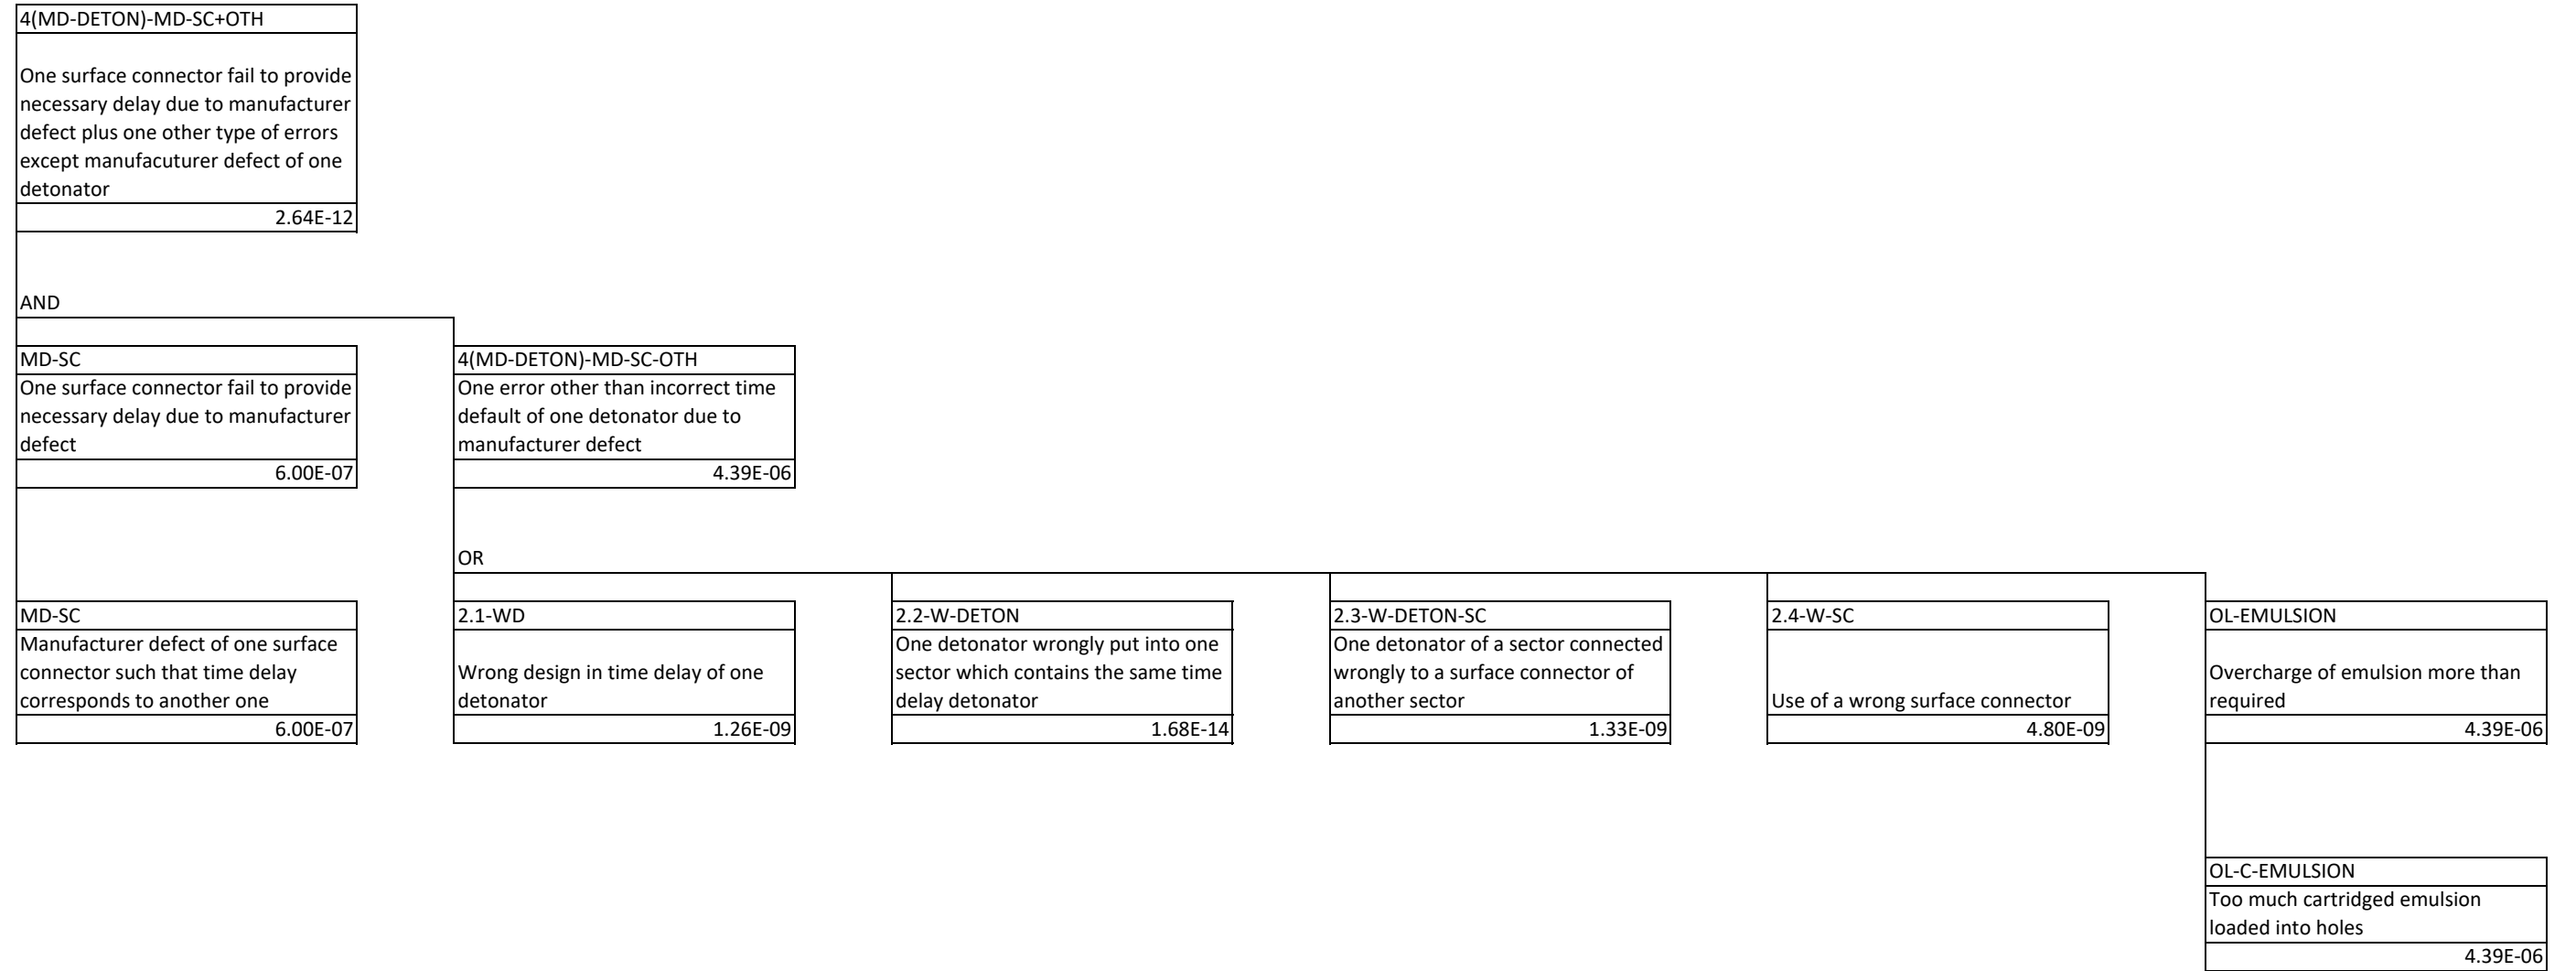 4(MD-DETON)-MD-SC+OTH
One surface connector fail to provide
necessary delay due to manufacturer
defect plus one other type of errors
except manufacuturer defect of one
detonator
2.64E-12
AND
MD-SC
One surface connector fail to provide
necessary delay due to manufacturer
defect
6.00E-07
4(MD-DETON)-MD-SC-OTH
One error other than incorrect time
default of one detonator due to
manufacturer defect
4.39E-06
OR
MD-SC
Manufacturer defect of one surface
connector such that time delay
corresponds to another one
6.00E-07
2.1-WD
Wrong design in time delay of one
detonator
1.26E-09
2.2-W-DETON
One detonator wrongly put into one
sector which contains the same time
delay detonator
1.68E-14
2.3-W-DETON-SC
One detonator of a sector connected
wrongly to a surface connector of
another sector
1.33E-09
2.4-W-SC
Use of a wrong surface connector
4.80E-09
OL-EMULSION
Overcharge of emulsion more than
required
4.39E-06
OL-C-EMULSION
Too much cartridged emulsion
loaded into holes
4.39E-06